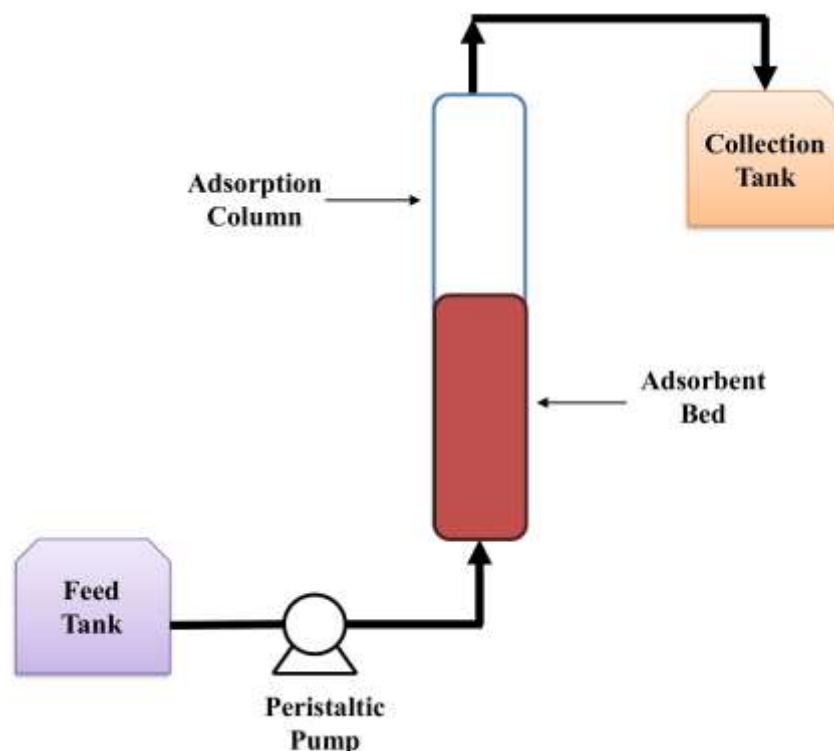 Collection
Tank
Adsorption
Column
Adsorbent
Bed
Feed
Tank
Peristaltic
Pump